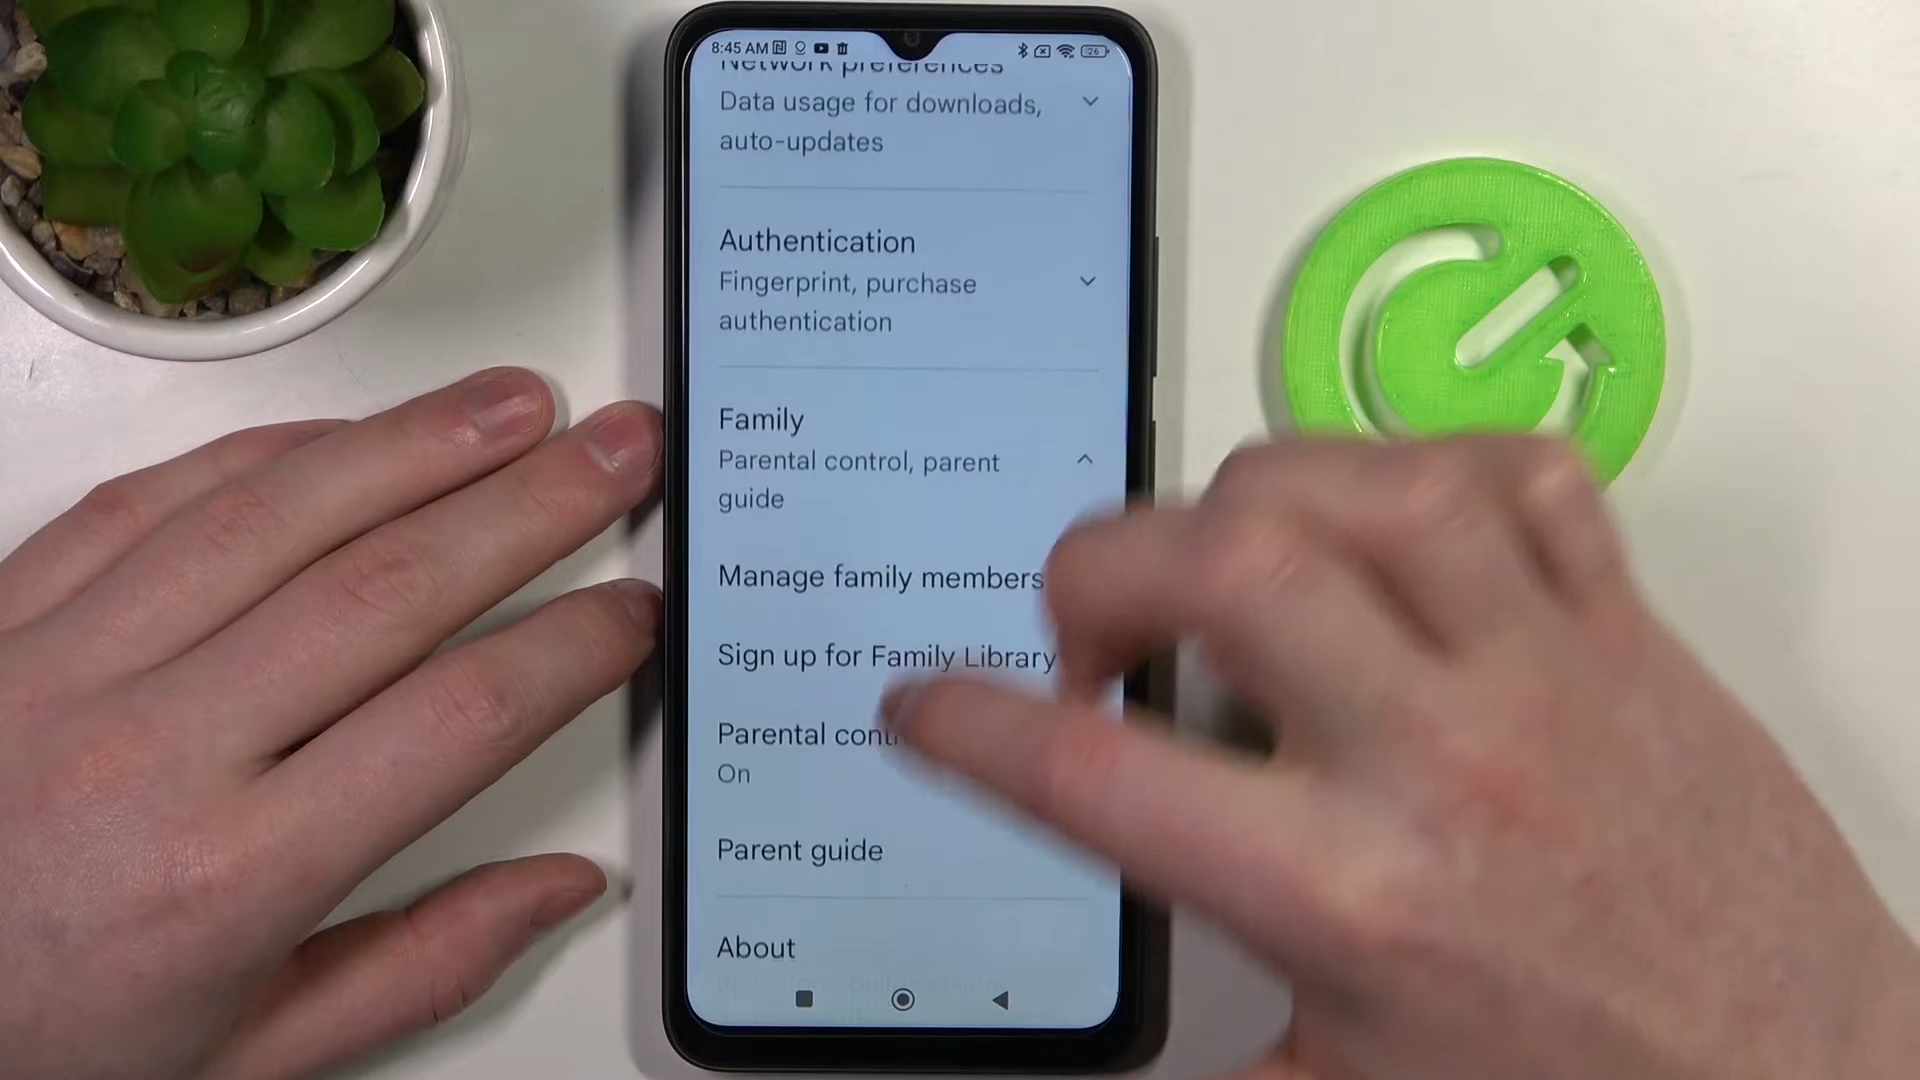 8:45 AM
26
Network preferences
Data usage for downloads,
auto-updates
Authentication
Fingerprint, purchase
authentication
Family
Parental control, parent
guide
Manage family members
Sign up for Family Library
Parental
On
Parent guide
About